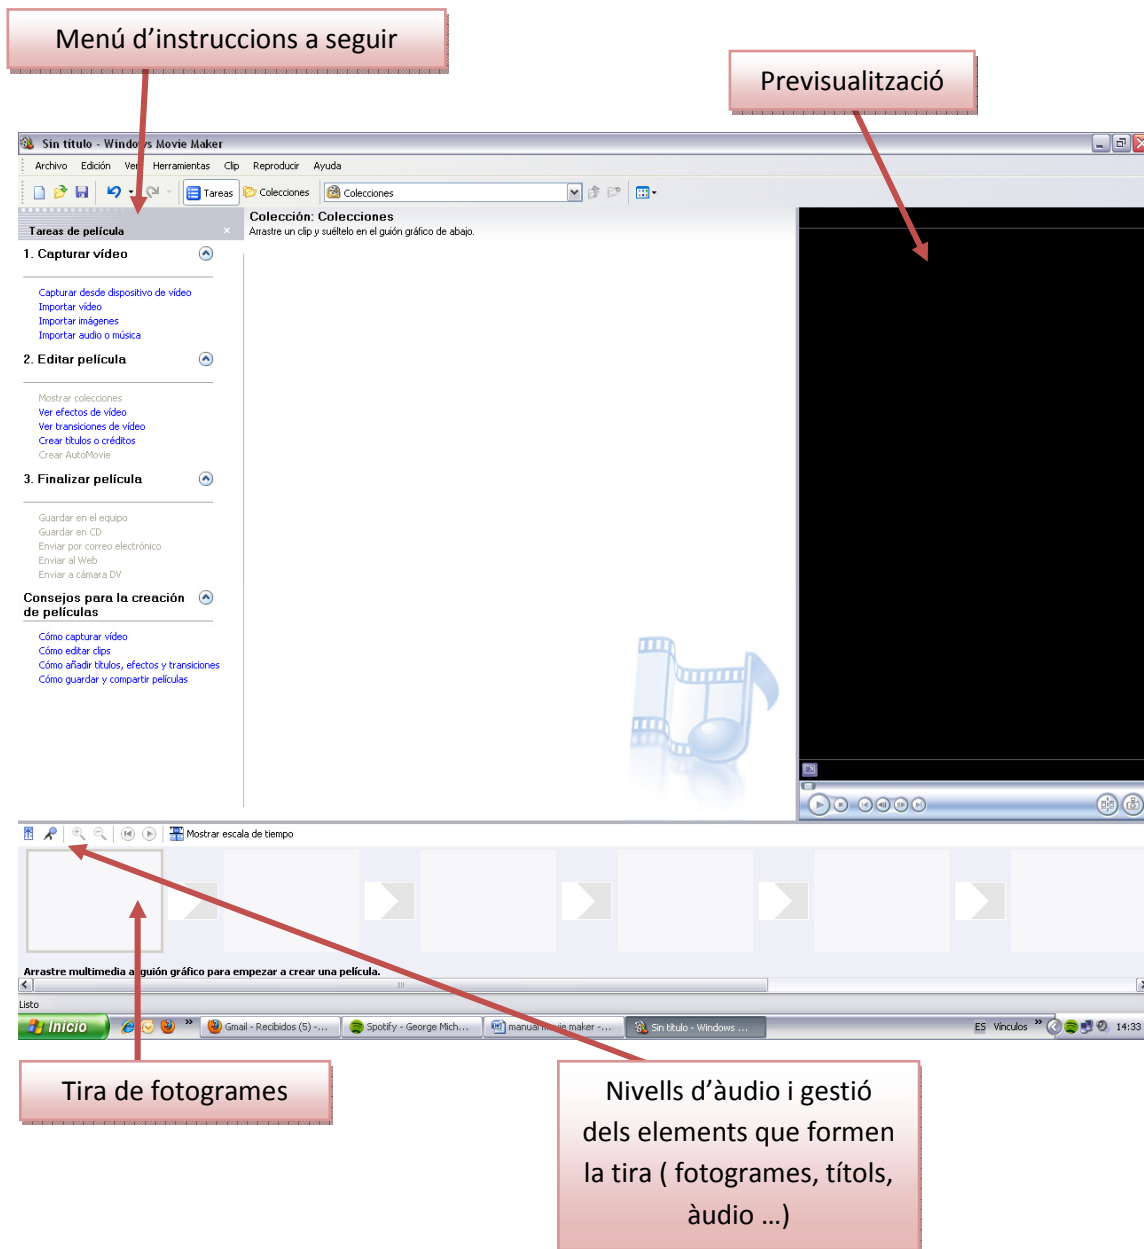 Menú d'instruccions a seguir
Previsualització
Sin título - Windows Movie Maker
Archivo Edición Ver Herramientas Clip Reproducir Ayuda
Tareas Colecciones Colecciones
Tareas de película
Colección: Colecciones
Arrastre un clip y suéltelo en el guión gráfico de abajo.
1. Capturar vídeo
Capturar desde dispositivo de vídeo
Importar vídeo
Importar imágenes
Importar audio o música
2. Editar película
Mostrar colecciones
Ver efectos de vídeo
Ver transiciones de vídeo
Crear títulos o créditos
Crear AutoMovie
3. Finalizar película
Guardar en el equipo
Guardar en CD
Enviar por correo electrónico
Enviar al Web
Enviar a cámara DV
Consejos para la creación
de películas
Cómo capturar vídeo
Cómo editar clips
Cómo añadir títulos, efectos y transiciones
Cómo guardar y compartir películas
Mostrar escala de tiempo
Arrastre multimedia al guión gráfico para empezar a crear una película.
Listo
Inicio » Gmail - Recibidos (5) -... Spotify - George Mich... manual movie maker -... Sin título - Windows ... ES Vínculos » 14:33
Tira de fotogrames
Nivells d'àudio i gestió
dels elements que formen
la tira ( fotogrames, títols,
àudio ...)